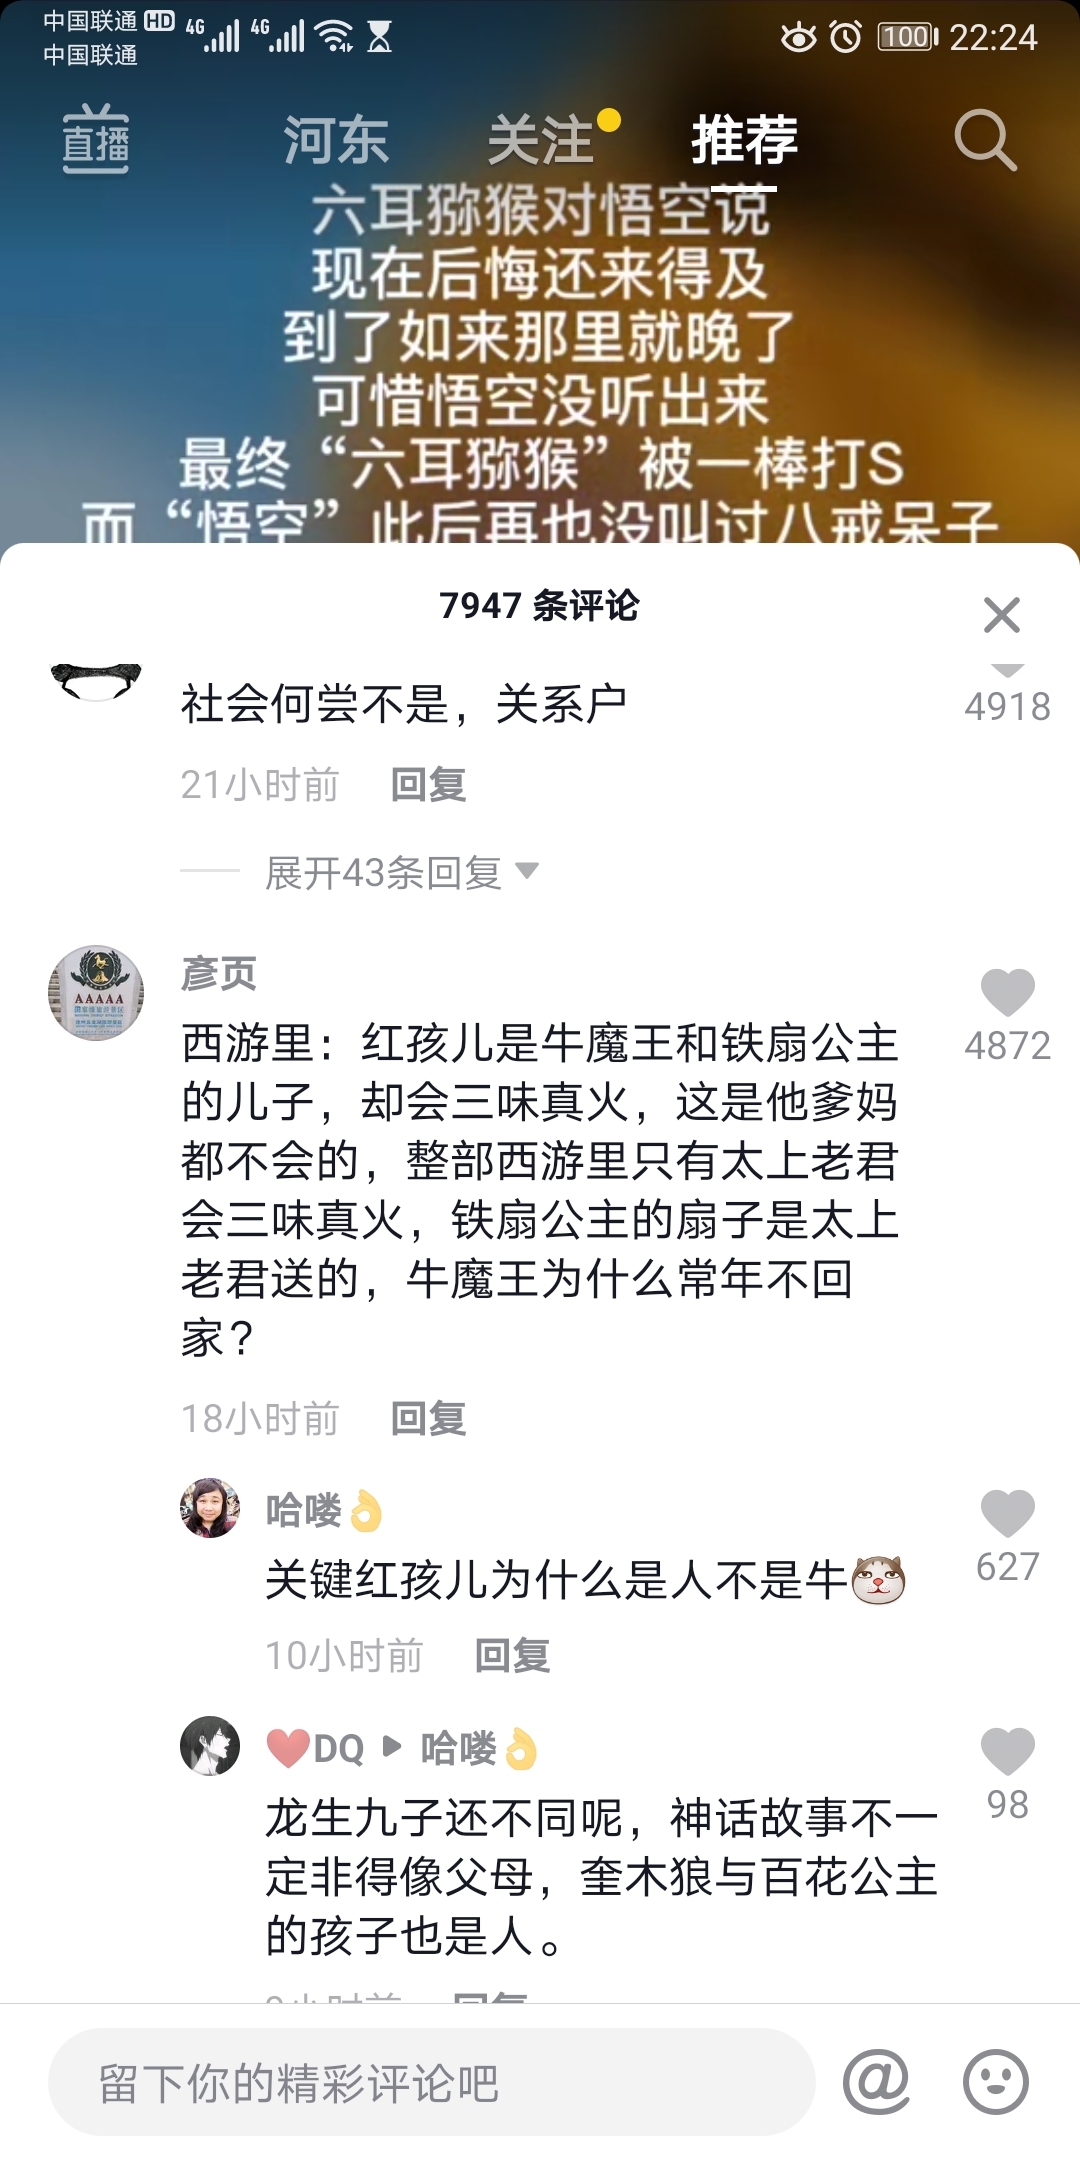 中国联通 HD 4G 4G 100 22:24
中国联通
直播 河东 关注 推荐
六耳猕猴对悟空说
现在后悔还来得及
到了如来那里就晚了
可惜悟空没听出来
最终“六耳猕猴”被一棒打S
而“悟空”此后再也没叫过八戒呆子
7947 条评论
社会何尝不是，关系户
4918
21小时前 回复
展开43条回复
彦页
AAAAA
西游里：红孩儿是牛魔王和铁扇公主
的儿子，却会三味真火，这是他爹妈
都不会的，整部西游里只有太上老君
会三味真火，铁扇公主的扇子是太上
老君送的，牛魔王为什么常年不回
家？
4872
18小时前 回复
哈喽👌
关键红孩儿为什么是人不是牛
627
10小时前 回复
❤️DQ ▶ 哈喽👌
龙生九子还不同呢，神话故事不一
定非得像父母，奎木狼与百花公主
的孩子也是人。
98
回复
留下你的精彩评论吧 @